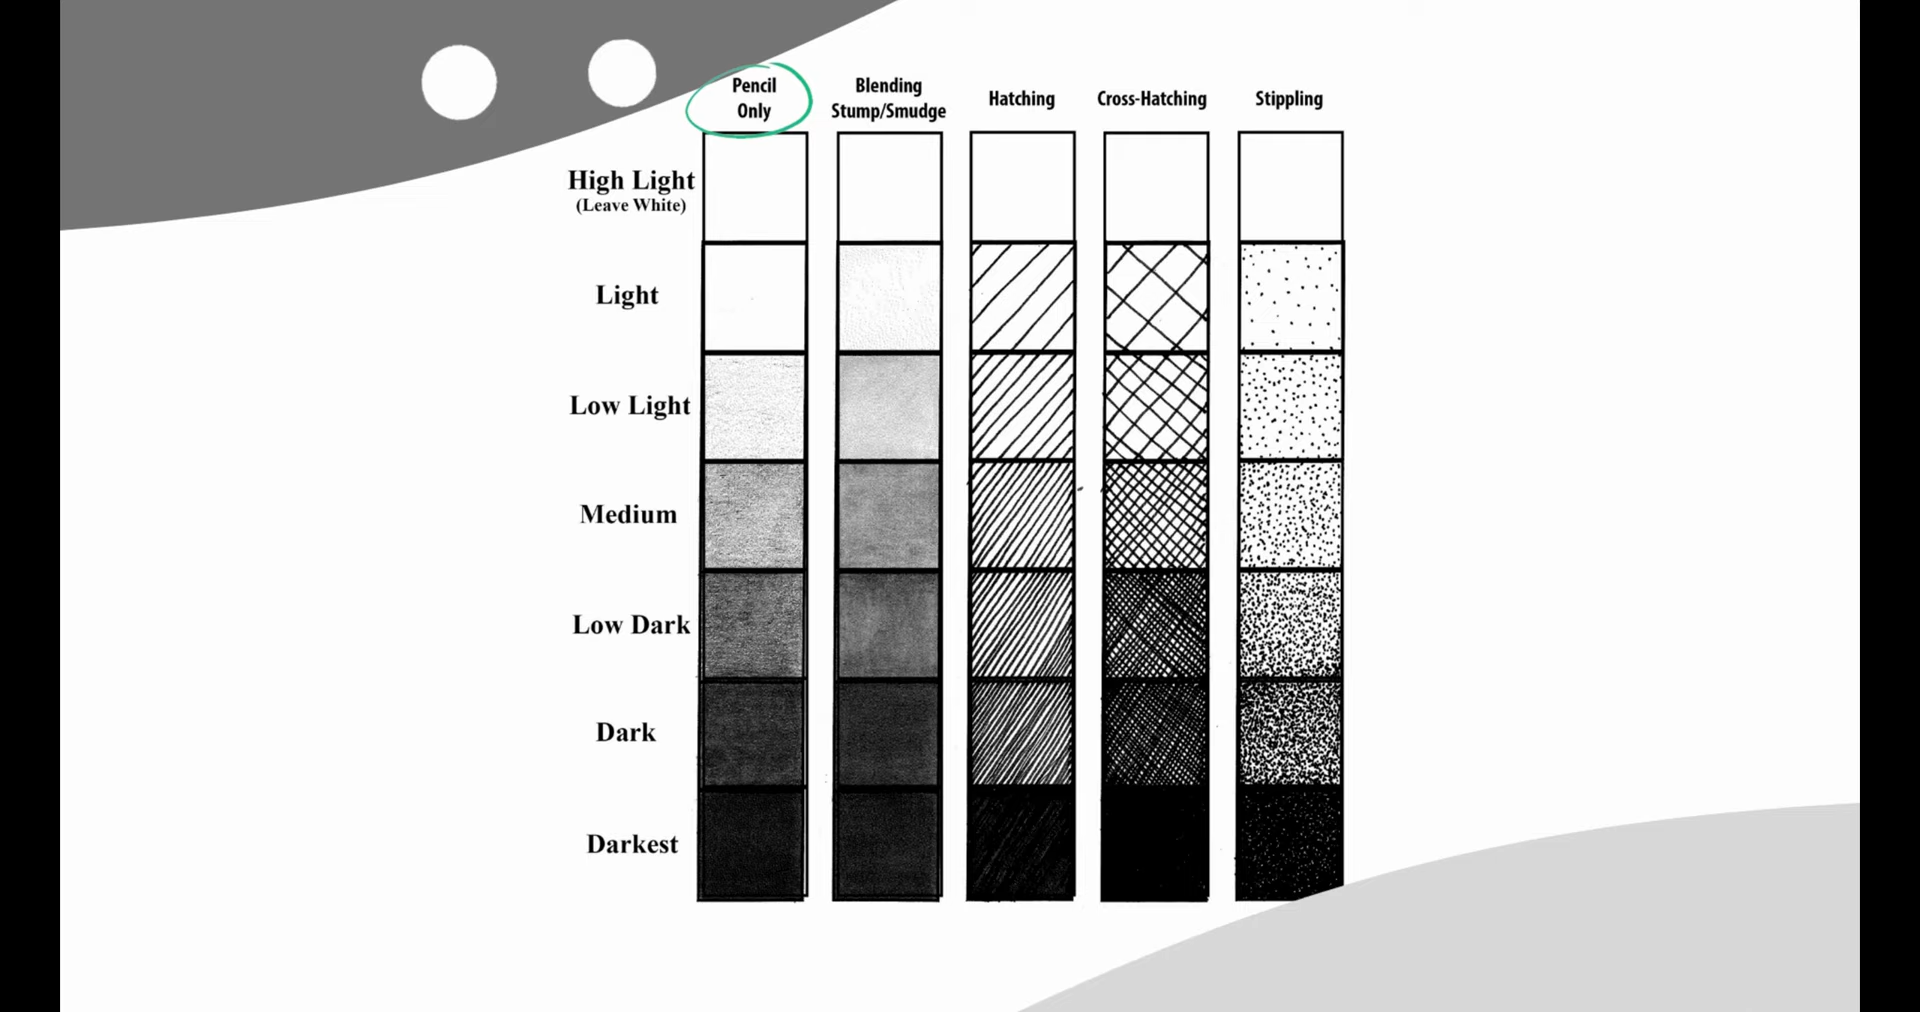 Pencil
Only
Blending
Stump/Smudge
Hatching
Cross-Hatching
Stippling
High Light
(Leave White)
Light
Low Light
Medium
Low Dark
Dark
Darkest